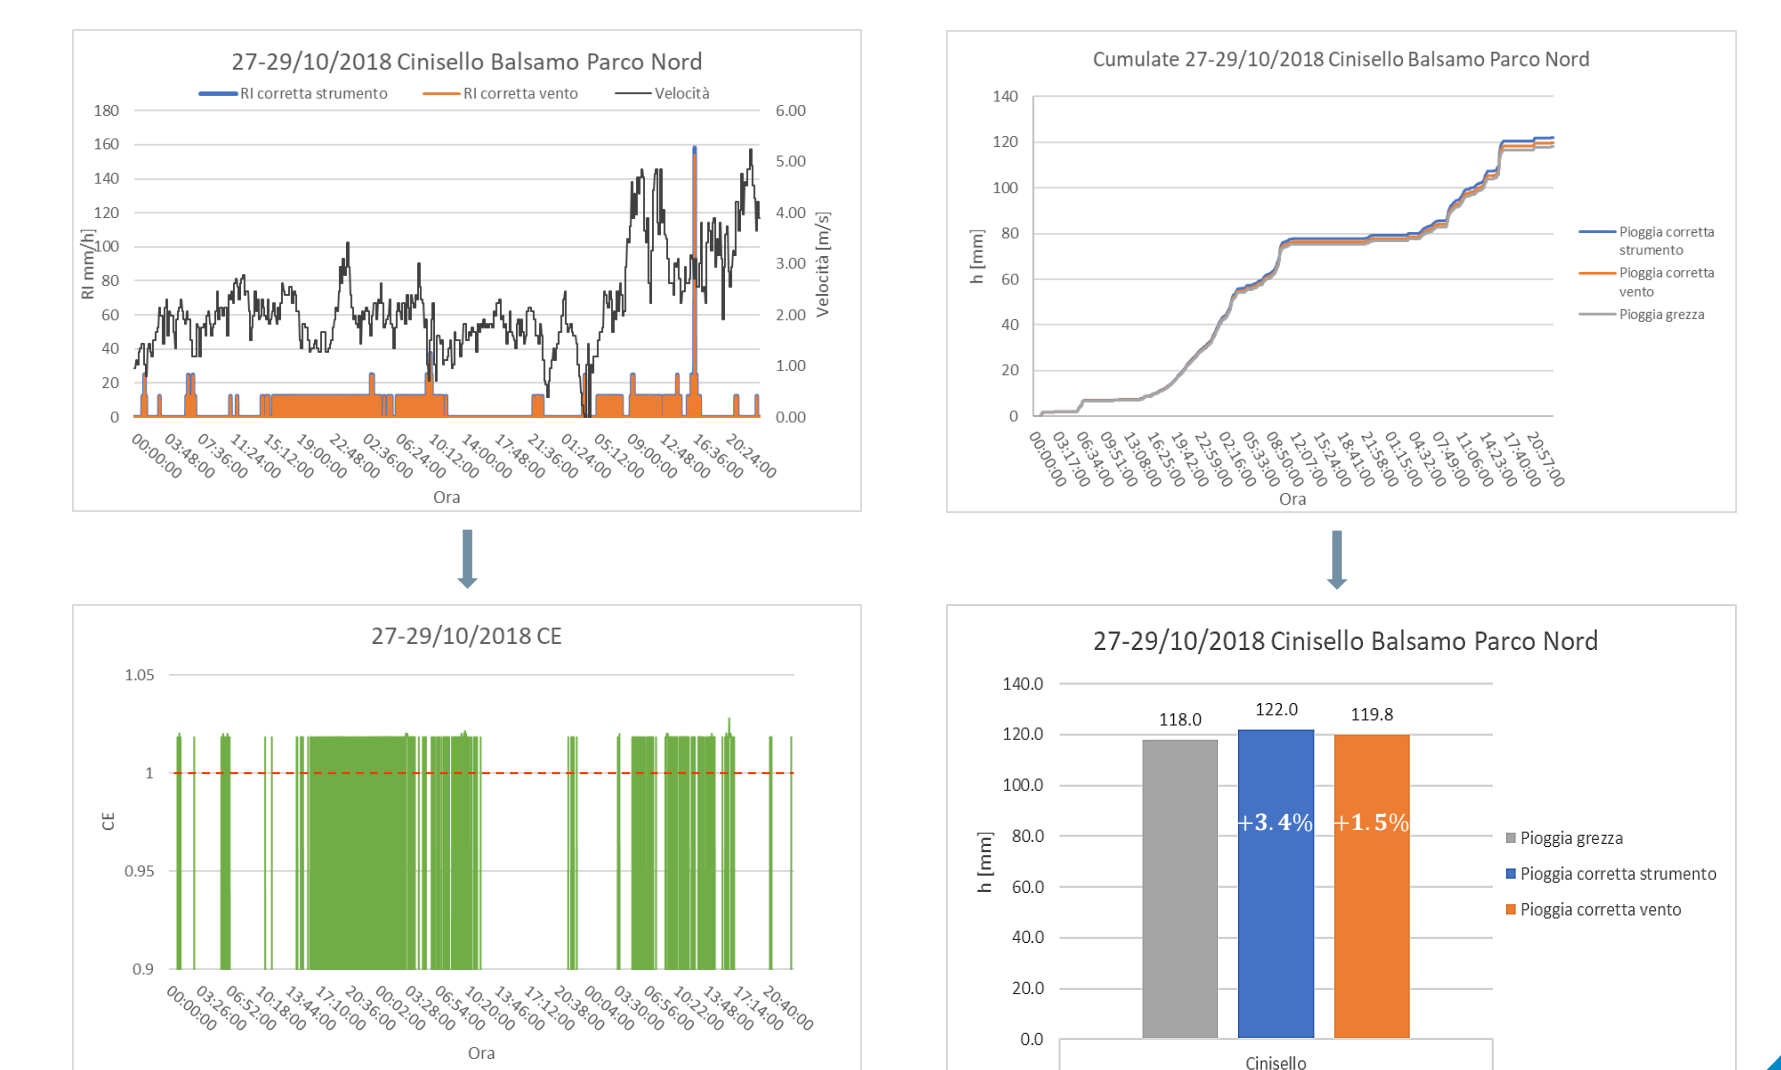 27-29/10/2018 Cinisello Balsamo Parco Nord
RI corretta strumento RI corretta vento Velocità
180
160
140
120
100
80
60
40
20
0
RI mm/h]
6.00
5.00
4.00
3.00
2.00
1.00
0.00
Velocità [m/s]
00:00:00 03:48:00 07:36:00 11:24:00 15:12:00 19:00:00 22:48:00 02:36:00 06:24:00 10:12:00 14:00:00 17:48:00 21:36:00 01:24:00 05:12:00 09:00:00 12:48:00 16:36:00 20:24:00
Ora
Cumulate 27-29/10/2018 Cinisello Balsamo Parco Nord
140
120
100
80
60
40
20
0
h [mm]
00:00:00 03:17:00 06:34:00 09:51:00 13:08:00 16:25:00 19:42:00 22:59:00 02:16:00 05:33:00 08:50:00 12:07:00 15:24:00 18:41:00 21:58:00 01:15:00 04:32:00 07:49:00 11:06:00 14:23:00 17:40:00 20:57:00
Ora
Pioggia corretta
strumento
Pioggia corretta
vento
Pioggia grezza
27-29/10/2018 CE
1.05
1
0.95
0.9
CE
00:00:00 03:26:00 06:52:00 10:18:00 13:44:00 17:10:00 20:36:00 00:02:00 03:28:00 06:54:00 10:20:00 13:46:00 17:12:00 20:38:00 00:04:00 03:30:00 06:56:00 10:22:00 13:48:00 17:14:00 20:40:00
Ora
27-29/10/2018 Cinisello Balsamo Parco Nord
140.0
120.0
100.0
80.0
60.0
40.0
20.0
0.0
h [mm]
118.0 122.0 119.8
+3.4% +1.5%
Cinisello
Pioggia grezza
Pioggia corretta strumento
Pioggia corretta vento